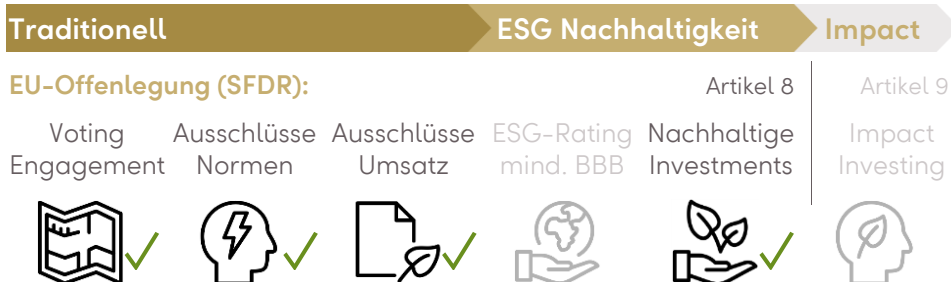 Traditionell ESG Nachhaltigkeit Impact
EU-Offenlegung (SFDR): Artikel 8 Artikel 9
Voting Ausschlüsse Ausschlüsse ESG-Rating Nachhaltige Impact
Engagement Normen Umsatz mind. BBB Investments Investing